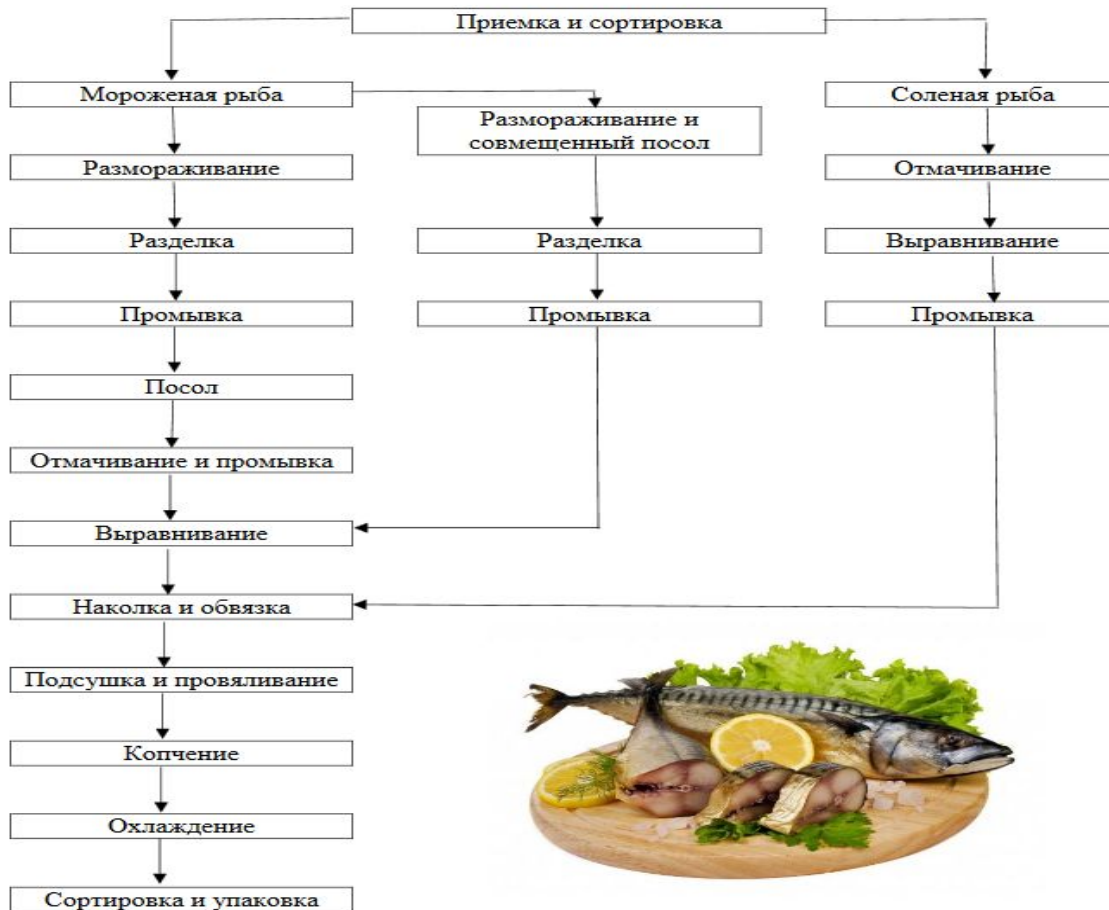 Приемка и сортировка
Мороженая рыба
Соленая рыба
Размораживание и
совмещенный посол
Размораживание
Отмачивание
Разделка
Разделка
Выравнивание
Промывка
Промывка
Промывка
Посол
Отмачивание и промывка
Выравнивание
Наколка и обвязка
Подсушка и провяливание
Копчение
Охлаждение
Сортировка и упаковка